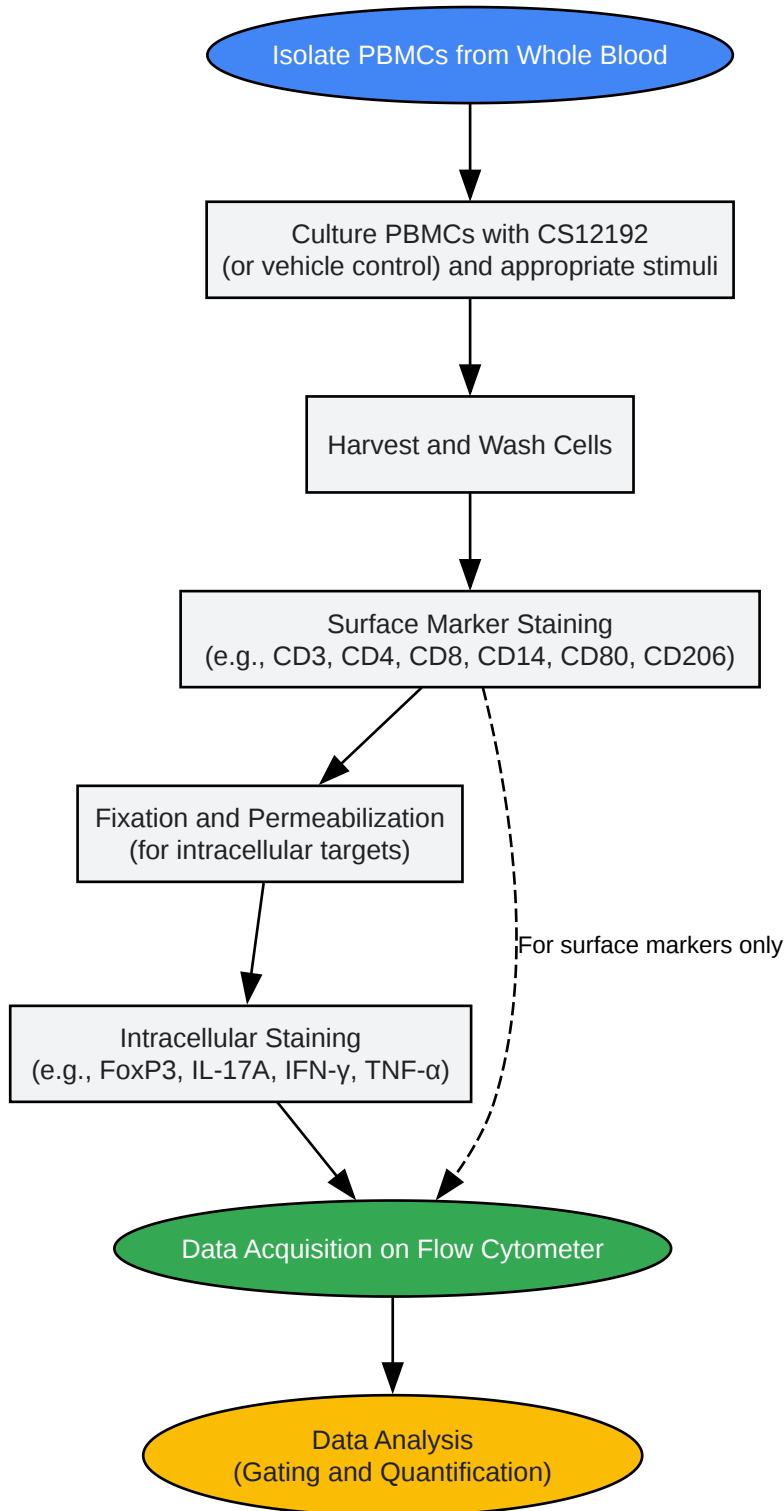 Isolate PBMCs from Whole Blood
Culture PBMCs with CS12192
(or vehicle control) and appropriate stimuli
Harvest and Wash Cells
Surface Marker Staining
(e.g., CD3, CD4, CD8, CD14, CD80, CD206)
Fixation and Permeabilization
(for intracellular targets)
For surface markers only
Intracellular Staining
(e.g., FoxP3, IL-17A, IFN-γ, TNF-α)
Data Acquisition on Flow Cytometer
Data Analysis
(Gating and Quantification)